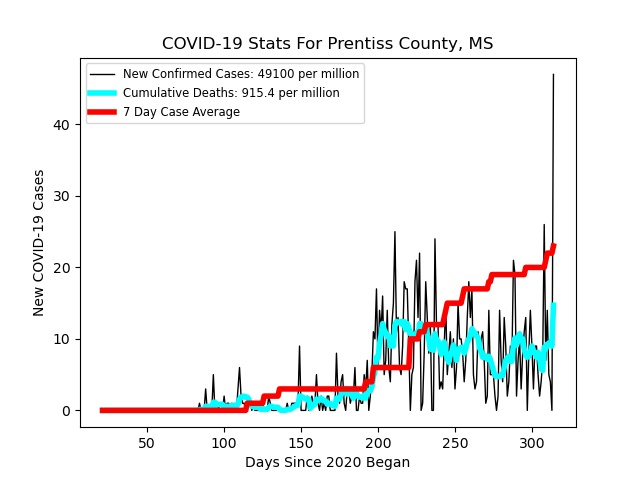 COVID-19 Stats For Prentiss County, MS
New Confirmed Cases: 49100 per million
Cumulative Deaths: 915.4 per million
7 Day Case Average
40
30
20
10
0
New COVID-19 Cases
50 100 150 200 250 300
Days Since 2020 Began